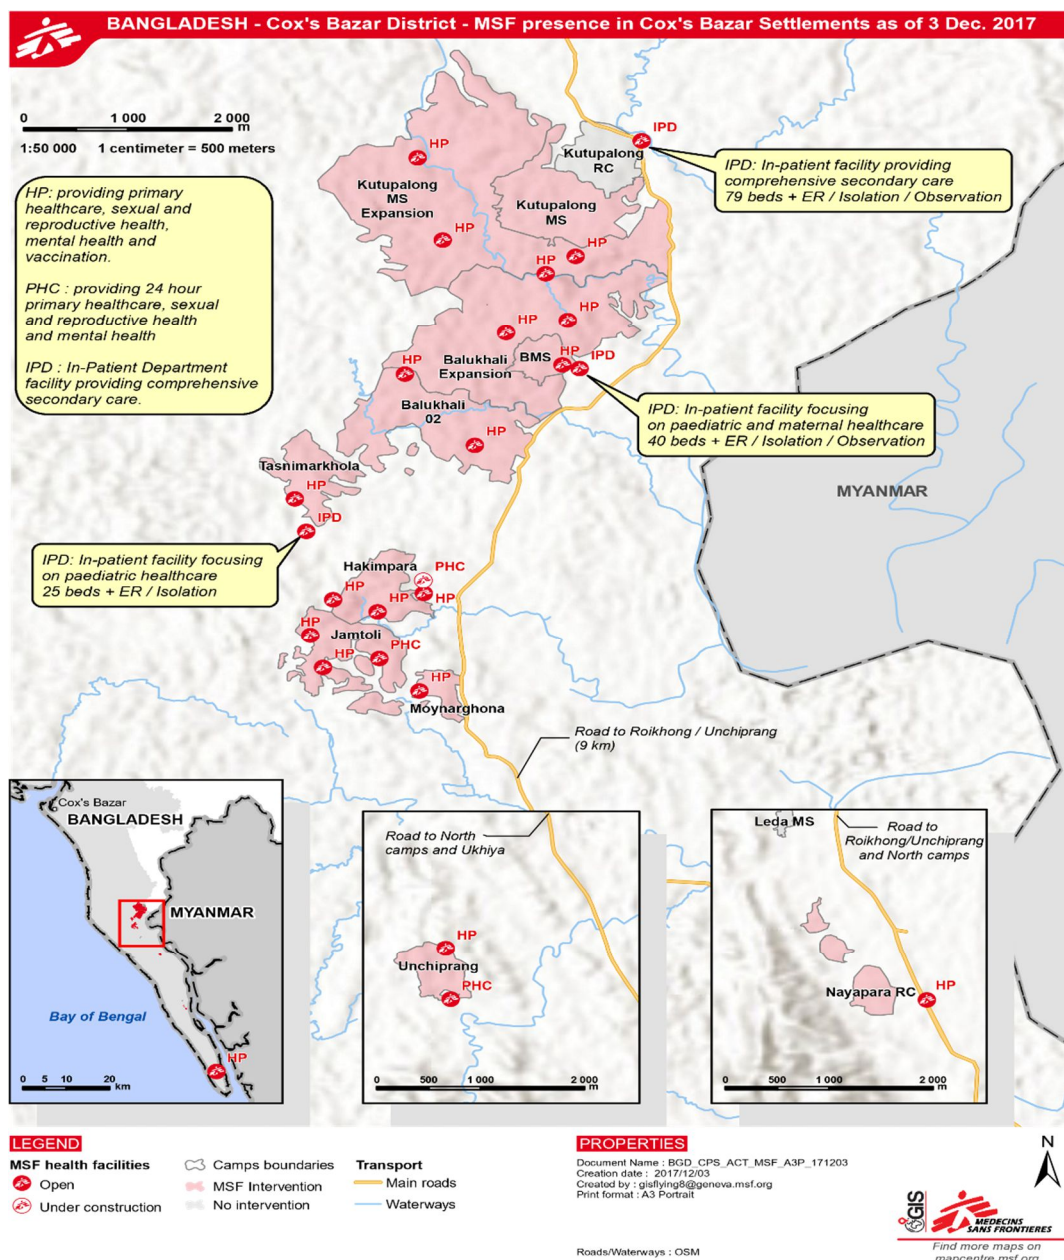 BANGLADESH - Cox's Bazar District - MSF presence in Cox's Bazar Settlements as of 3 Dec. 2017
0 1 000 2 000
m
1:50 000 1 centimeter = 500 meters
HP: providing primary
healthcare, sexual and
reproductive health,
mental health and
vaccination.
PHC : providing 24 hour
primary healthcare, sexual
and reproductive health
and mental health
IPD : In-Patient Department
facility providing comprehensive
secondary care.
IPD
Kutupalong
RC
IPD: In-patient facility providing
comprehensive secondary care
79 beds + ER / Isolation / Observation
HP
Kutupalong
MS
Expansion
Kutupalong
MS
HP
HP
HP
HP
HP
BMS
HP
IPD
HP
Balukhali
Expansion
Balukhali
02
HP
IPD: In-patient facility focusing
on paediatric and maternal healthcare
40 beds + ER / Isolation / Observation
Tasnimarkhola
HP
IPD
MYANMAR
IPD: In-patient facility focusing
on paediatric healthcare
25 beds + ER / Isolation
Hakimpara
PHC
HP
HP
HP
HP
Jamtoli
PHC
HP
HP
Moynarghona
Road to Roikhong / Unchiprang
(9 km)
Cox's Bazar
BANGLADESH
MYANMAR
Bay of Bengal
HP
0 5 10 20
km
Road to North
camps and Ukhiya
HP
Unchiprang
PHC
0 500 1 000 2 000
m
Leda MS
Road to
Roikhong/Unchiprang
and North camps
Nayapara RC
HP
0 500 1 000 2 000
m
LEGEND
MSF health facilities
Open
Under construction
Camps boundaries
MSF Intervention
No intervention
Transport
Main roads
Waterways
PROPERTIES
Document Name : BGD_CPS_ACT_MSF_A3P_171203
Creation date : 2017/12/03
Created by : gisflying8@geneva.msf.org
Print format : A3 Portrait
Roads/Waterways : OSM
N
GIS
MEDECINS
SANS FRONTIERES
Find more maps on
mapcentre.msf.org